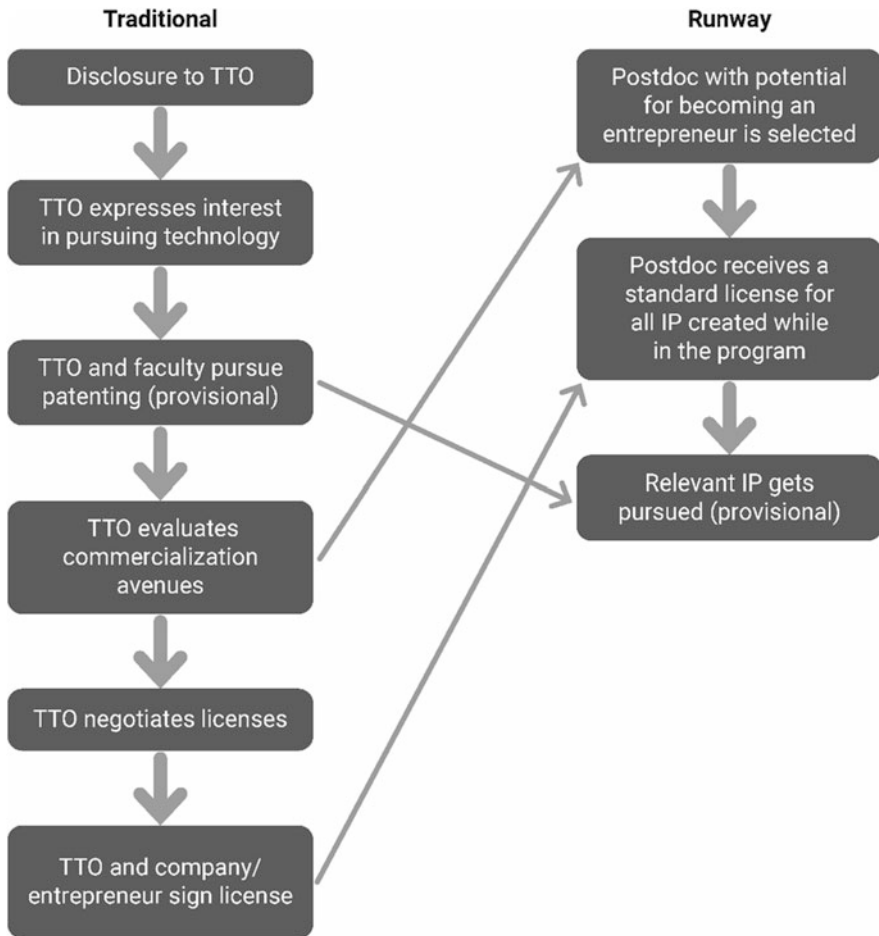 Traditional
Disclosure to TTO
TTO expresses interest
in pursuing technology
TTO and faculty pursue
patenting (provisional)
TTO evaluates
commercialization
avenues
TTO negotiates licenses
TTO and company/
entrepreneur sign license
Runway
Postdoc with potential
for becoming an
entrepreneur is selected
Postdoc receives a
standard license for
all IP created while
in the program
Relevant IP gets
pursued (provisional)